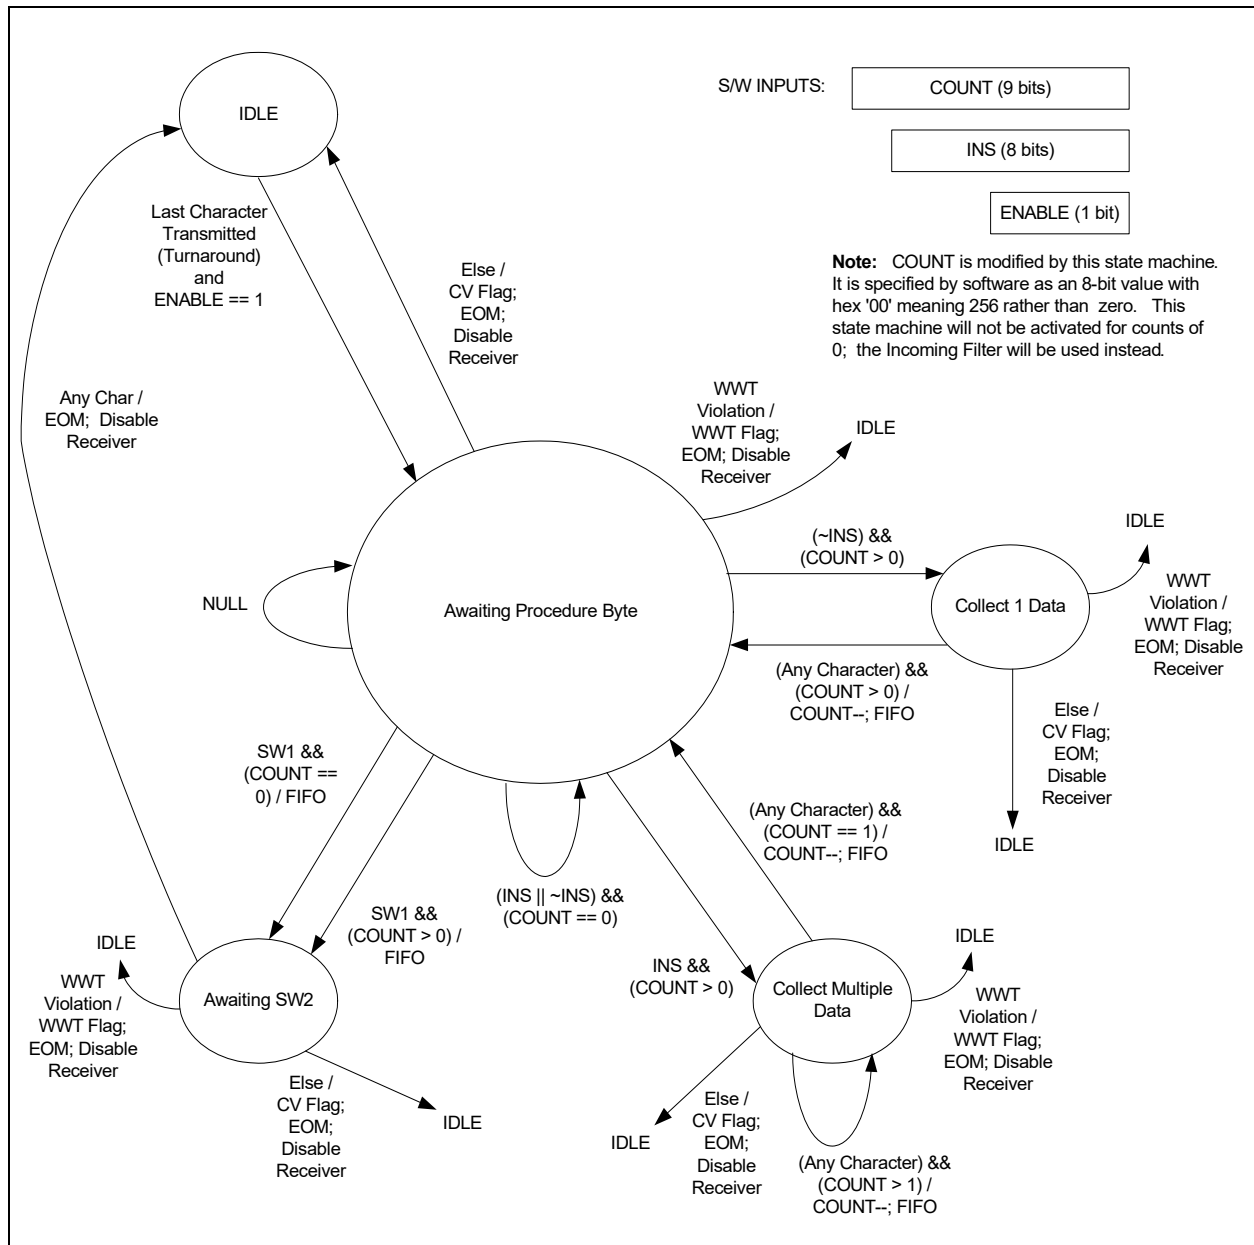 S/W INPUTS:
COUNT (9 bits)
INS (8 bits)
ENABLE (1 bit)
Note: COUNT is modified by this state machine.
It is specified by software as an 8-bit value with
hex '00' meaning 256 rather than zero. This
state machine will not be activated for counts of
0; the Incoming Filter will be used instead.
IDLE
Last Character
Transmitted
(Turnaround)
and
ENABLE == 1
Else /
CV Flag;
EOM;
Disable
Receiver
Any Char /
EOM; Disable
Receiver
WWT
Violation /
WWT Flag;
EOM; Disable
Receiver
IDLE
(~INS) &&
(COUNT > 0)
IDLE
Collect 1 Data
WWT
Violation /
WWT Flag;
EOM; Disable
Receiver
NULL
Awaiting Procedure Byte
(Any Character) &&
(COUNT > 0) /
COUNT--; FIFO
Else /
CV Flag;
EOM;
Disable
Receiver
IDLE
SW1 &&
(COUNT ==
0) / FIFO
(Any Character) &&
(COUNT == 1) /
COUNT--; FIFO
(INS || ~INS) &&
(COUNT == 0)
SW1 &&
(COUNT > 0) /
FIFO
INS &&
(COUNT > 0)
IDLE
WWT
Violation /
WWT Flag;
EOM; Disable
Receiver
Awaiting SW2
Else /
CV Flag;
EOM;
Disable
Receiver
IDLE
Collect Multiple
Data
IDLE
WWT
Violation /
WWT Flag;
EOM; Disable
Receiver
IDLE
Else /
CV Flag;
EOM;
Disable
Receiver
(Any Character) &&
(COUNT > 1) /
COUNT--; FIFO